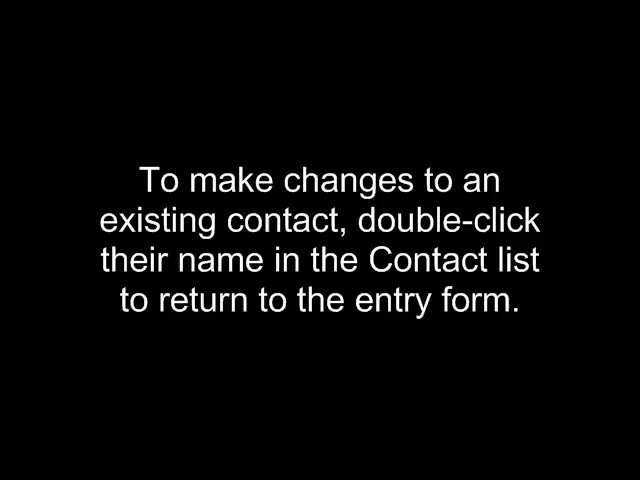 To make changes to an
existing contact, double-click
their name in the Contact list
to return to the entry form.